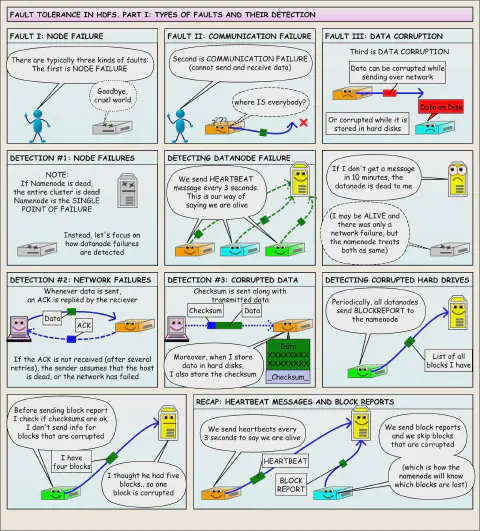 FAULT TOLERANCE IN HDFS. PART I: TYPES OF FAULTS AND THEIR DETECTION
FAULT I: NODE FAILURE
There are typically three kinds of faults:
The first is NODE FAILURE
Goodbye,
cruel world
FAULT II: COMMUNICATION FAILURE
Second is COMMUNICATION FAILURE
(cannot send and receive data)
???
where IS everybody?
FAULT III: DATA CORRUPTION
Third is DATA CORRUPTION
Data can be corrupted while
sending over network
Data on Disk
Or corrupted while it is
stored in hard disks
DETECTION #1: NODE FAILURES
NOTE:
If Namenode is dead,
the entire cluster is dead!
Namenode is the SINGLE
POINT OF FAILURE
Instead, let's focus on
how datanode failures
are detected
DETECTING DATANODE FAILURE
We send HEARTBEAT
message every 3 seconds.
This is our way of
saying we are alive
If I don't get a message
in 10 minutes, the
datanode is dead to me
(I may be ALIVE and
there was only a
network failure, but
the namenode treats
both as same)
DETECTION #2: NETWORK FAILURES
Whenever data is sent,
an ACK is replied by the reciever
Data
ACK
If the ACK is not received (after several
retries), the sender assumes that the host
is dead, or the network has failed
DETECTION #3: CORRUPTED DATA
Checksum is sent along with
transmitted data
Checksum
Data
Moreover, when I store
data in hard disks,
I also store the checksum
Data
XXXXXXX
XXXXXXX
Checksum
DETECTING CORRUPTED HARD DRIVES
Periodically, all datanodes
send BLOCKREPORT to
the namenode
List of all
blocks I have
Before sending block report
I check if checksums are ok.
I don't send info for
blocks that are corrupted
I have
four blocks
I thought he had five
blocks.. so one
block is corrupted
RECAP: HEARTBEAT MESSAGES AND BLOCK REPORTS
We send heartbeats every
3 seconds to say we are alive
HEARTBEAT
BLOCK
REPORT
We send block reports
and we skip blocks
that are corrupted
(which is how the
namenode will know
which blocks are lost)